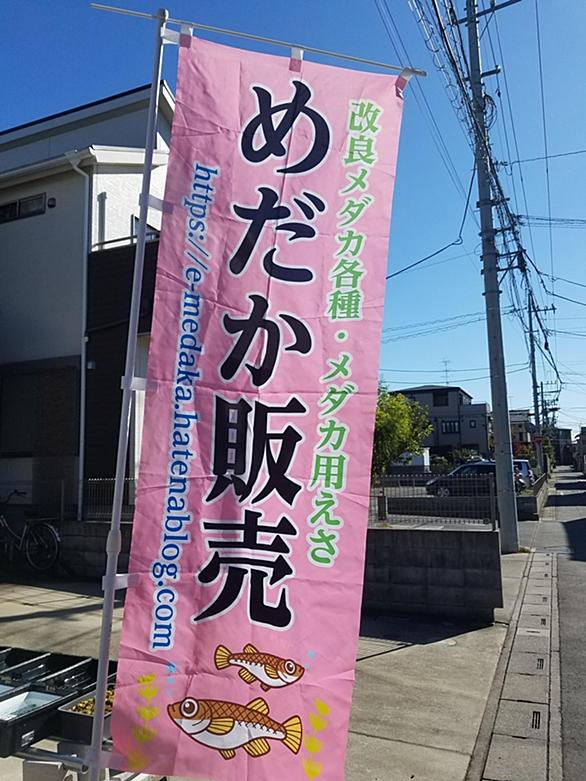 改良メダカ各種・メダカ用えさ
めだか販売
https://e-medaka.hatenablog.com